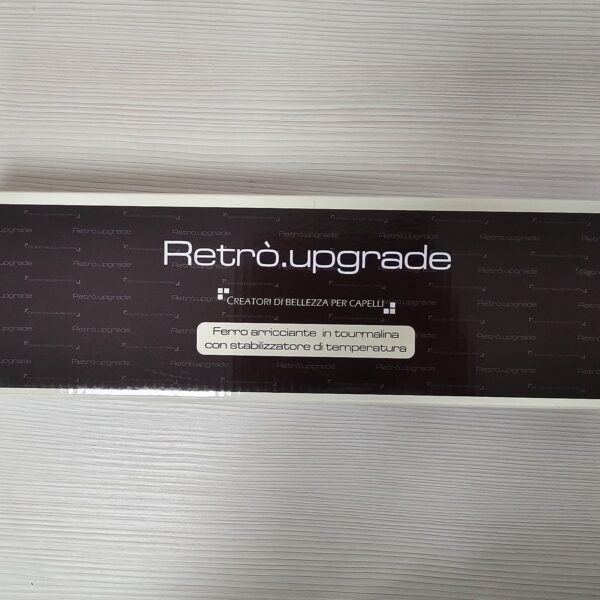 Retrò.upgrade
CREATORI DI BELLEZZA PER CAPELLI
Ferro arricciante in tourmalina
con stabilizzatore di temperatura